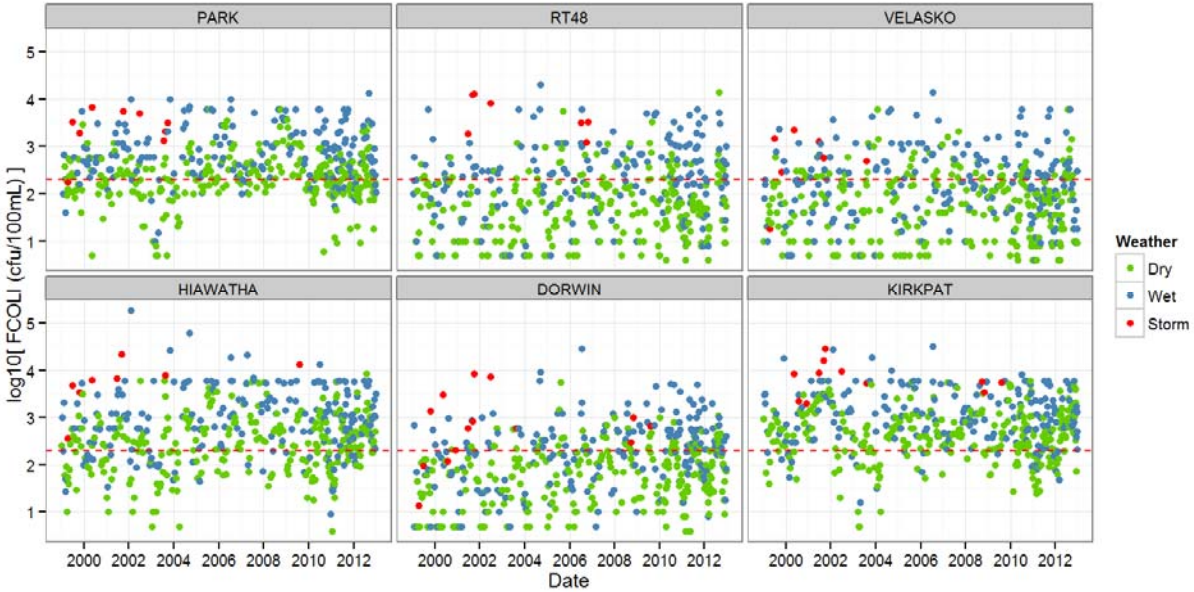 PARK RT48 VELASKO
5
4
3
2
1
HIAWATHA DORWIN KIRKPAT
5
4
3
2
1
log10[ FCOLI (cfu/100mL) ]
2000 2002 2004 2006 2008 2010 2012 2000 2002 2004 2006 2008 2010 2012 2000 2002 2004 2006 2008 2010 2012
Date
Weather
Dry
Wet
Storm